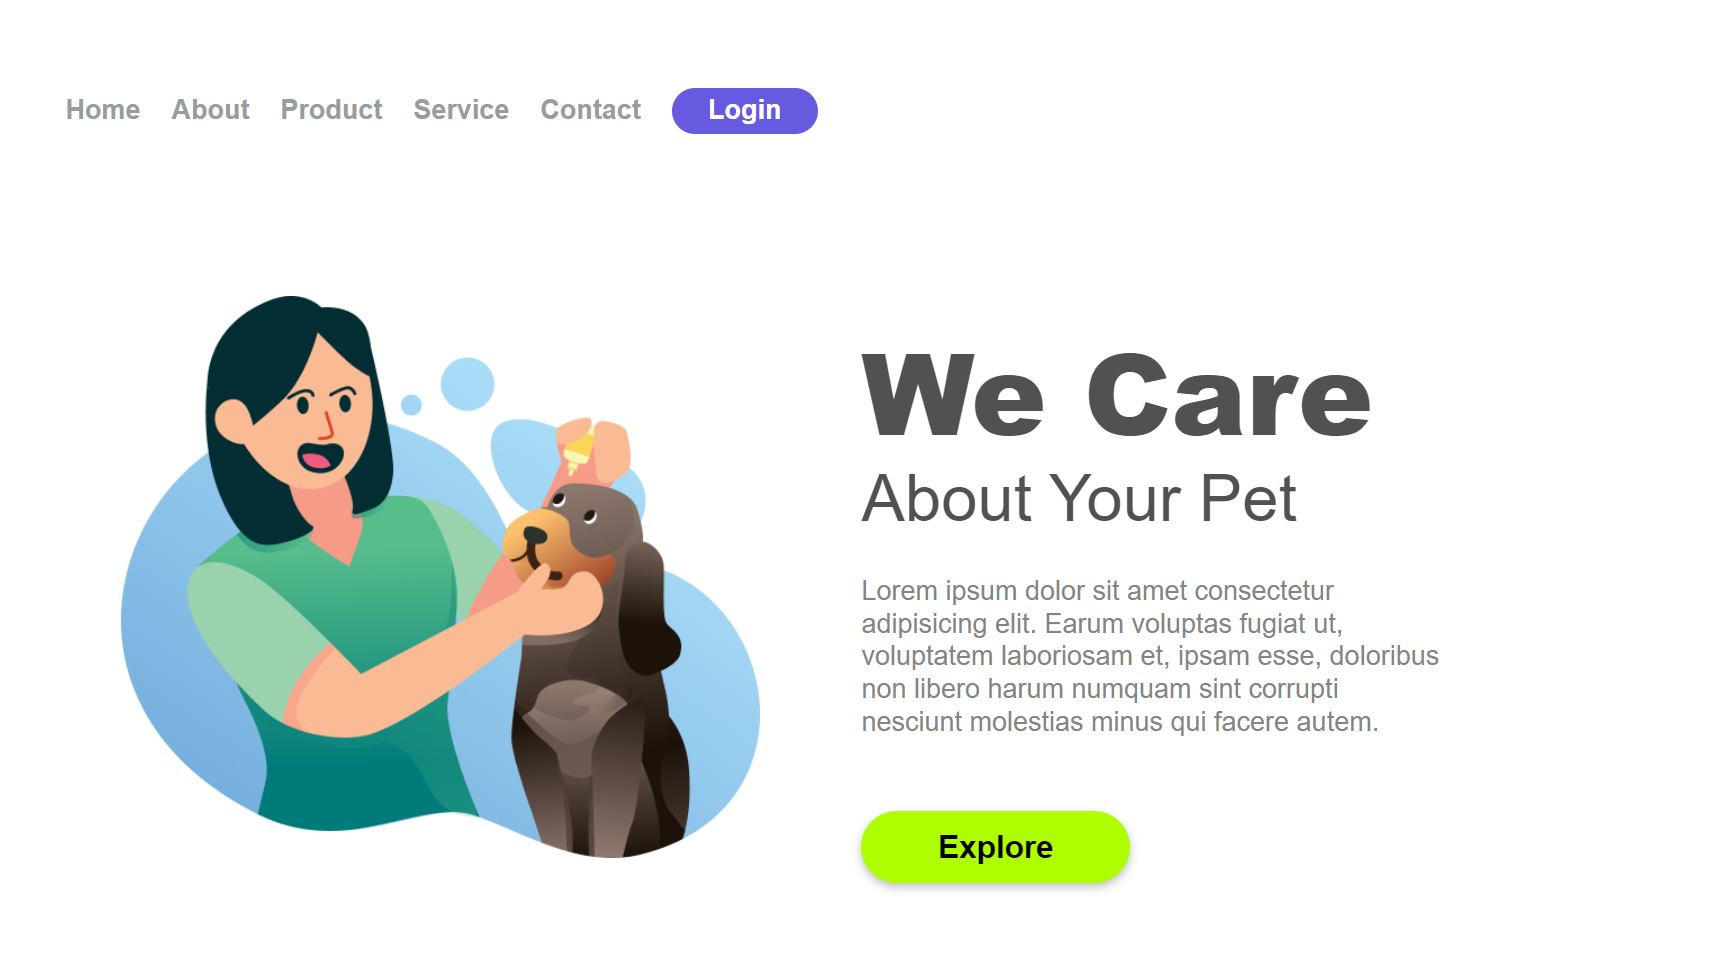 Home About Product Service Contact Login
We Care
About Your Pet
Lorem ipsum dolor sit amet consectetur
adipisicing elit. Earum voluptas fugiat ut,
voluptatem laboriosam et, ipsam esse, doloribus
non libero harum numquam sint corrupti
nesciunt molestias minus qui facere autem.
Explore